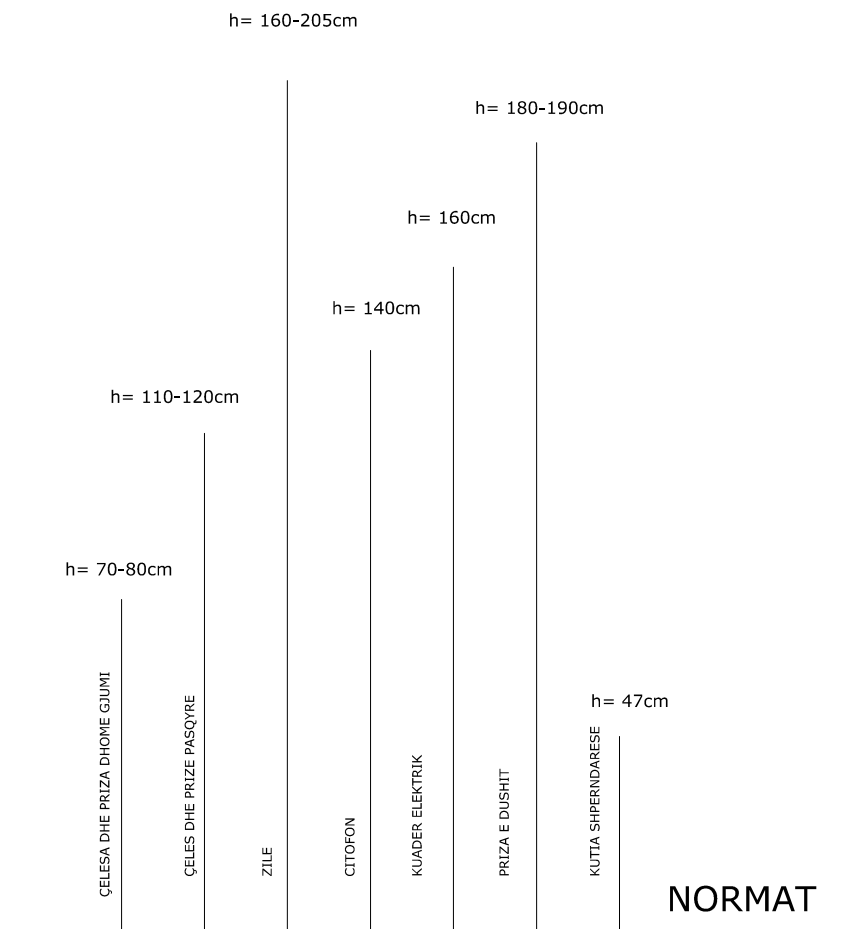 h= 160-205cm
h= 180-190cm
h= 160cm
h= 140cm
h= 110-120cm
h= 70-80cm
h= 47cm
ÇELESA DHE PRIZA DHOME GJUMI
ÇELES DHE PRIZE PASQYRE
ZILE
CITOFON
KUADER ELEKTRIK
PRIZA E DUSHIT
KUTIA SHPERNDARESE
NORMAT